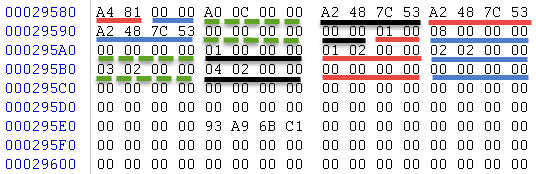 00029580 A4 81 00 00 A0 0C 00 00 A2 48 7C 53 A2 48 7C 53
00029590 A2 48 7C 53 00 00 00 00 00 00 01 00 08 00 00 00
000295A0 00 00 00 00 01 00 00 00 01 02 00 00 02 02 00 00
000295B0 03 02 00 00 04 02 00 00 00 00 00 00 00 00 00 00
000295C0 00 00 00 00 00 00 00 00 00 00 00 00 00 00 00 00
000295D0 00 00 00 00 00 00 00 00 00 00 00 00 00 00 00 00
000295E0 00 00 00 00 93 A9 6B C1 00 00 00 00 00 00 00 00
000295F0 00 00 00 00 00 00 00 00 00 00 00 00 00 00 00 00
00029600 00 00 00 00 00 00 00 00 00 00 00 00 00 00 00 00